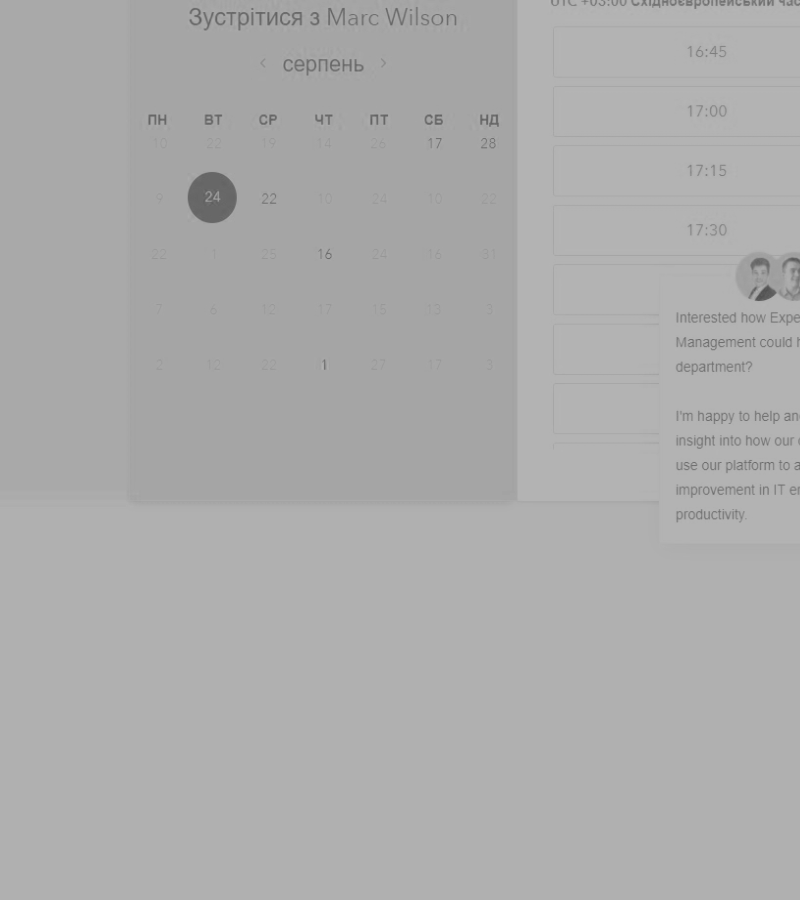 Зустрітися з Marc Wilson
серпень
ПН ВТ СР ЧТ ПТ СБ НД
10 22 19 14 26 17 28
9 24 22 10 24 10 22
22 1 25 16 24 16 31
7 6 12 17 15 13 3
2 12 22 1 27 17 3
UTC +03:00 Східноєвропейський час
16:45
17:00
17:15
17:30
Interested how Expe
Management could h
department?
I'm happy to help an
insight into how our
use our platform to a
improvement in IT en
productivity.